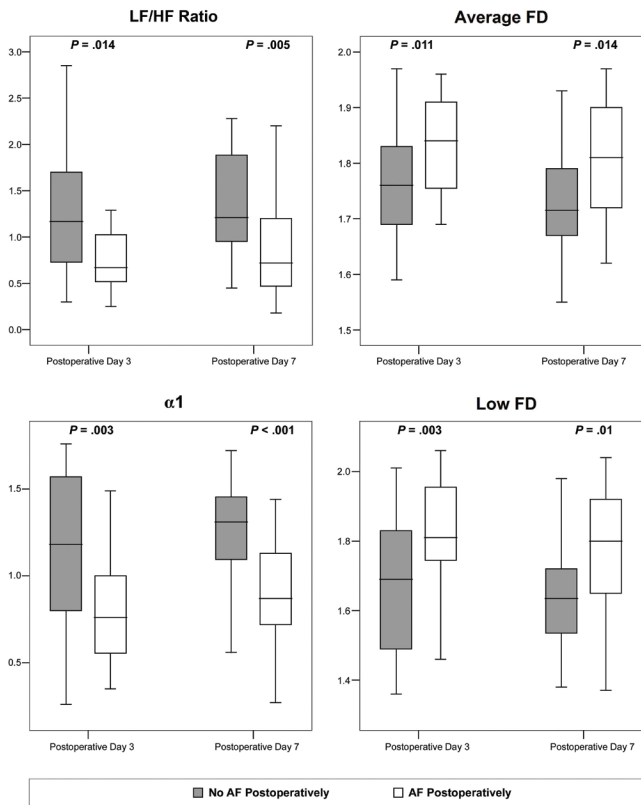 LF/HF Ratio
P = .014
P = .005
3.0
2.5
2.0
1.5
1.0
0.5
0.0
Postoperative Day 3
Postoperative Day 7
Average FD
P = .011
P = .014
2.0
1.9
1.8
1.7
1.6
1.5
Postoperative Day 3
Postoperative Day 7
α1
P = .003
P < .001
1.5
1.0
0.5
Postoperative Day 3
Postoperative Day 7
Low FD
P = .003
P = .01
2.0
1.8
1.6
1.4
Postoperative Day 3
Postoperative Day 7
No AF Postoperatively
AF Postoperatively